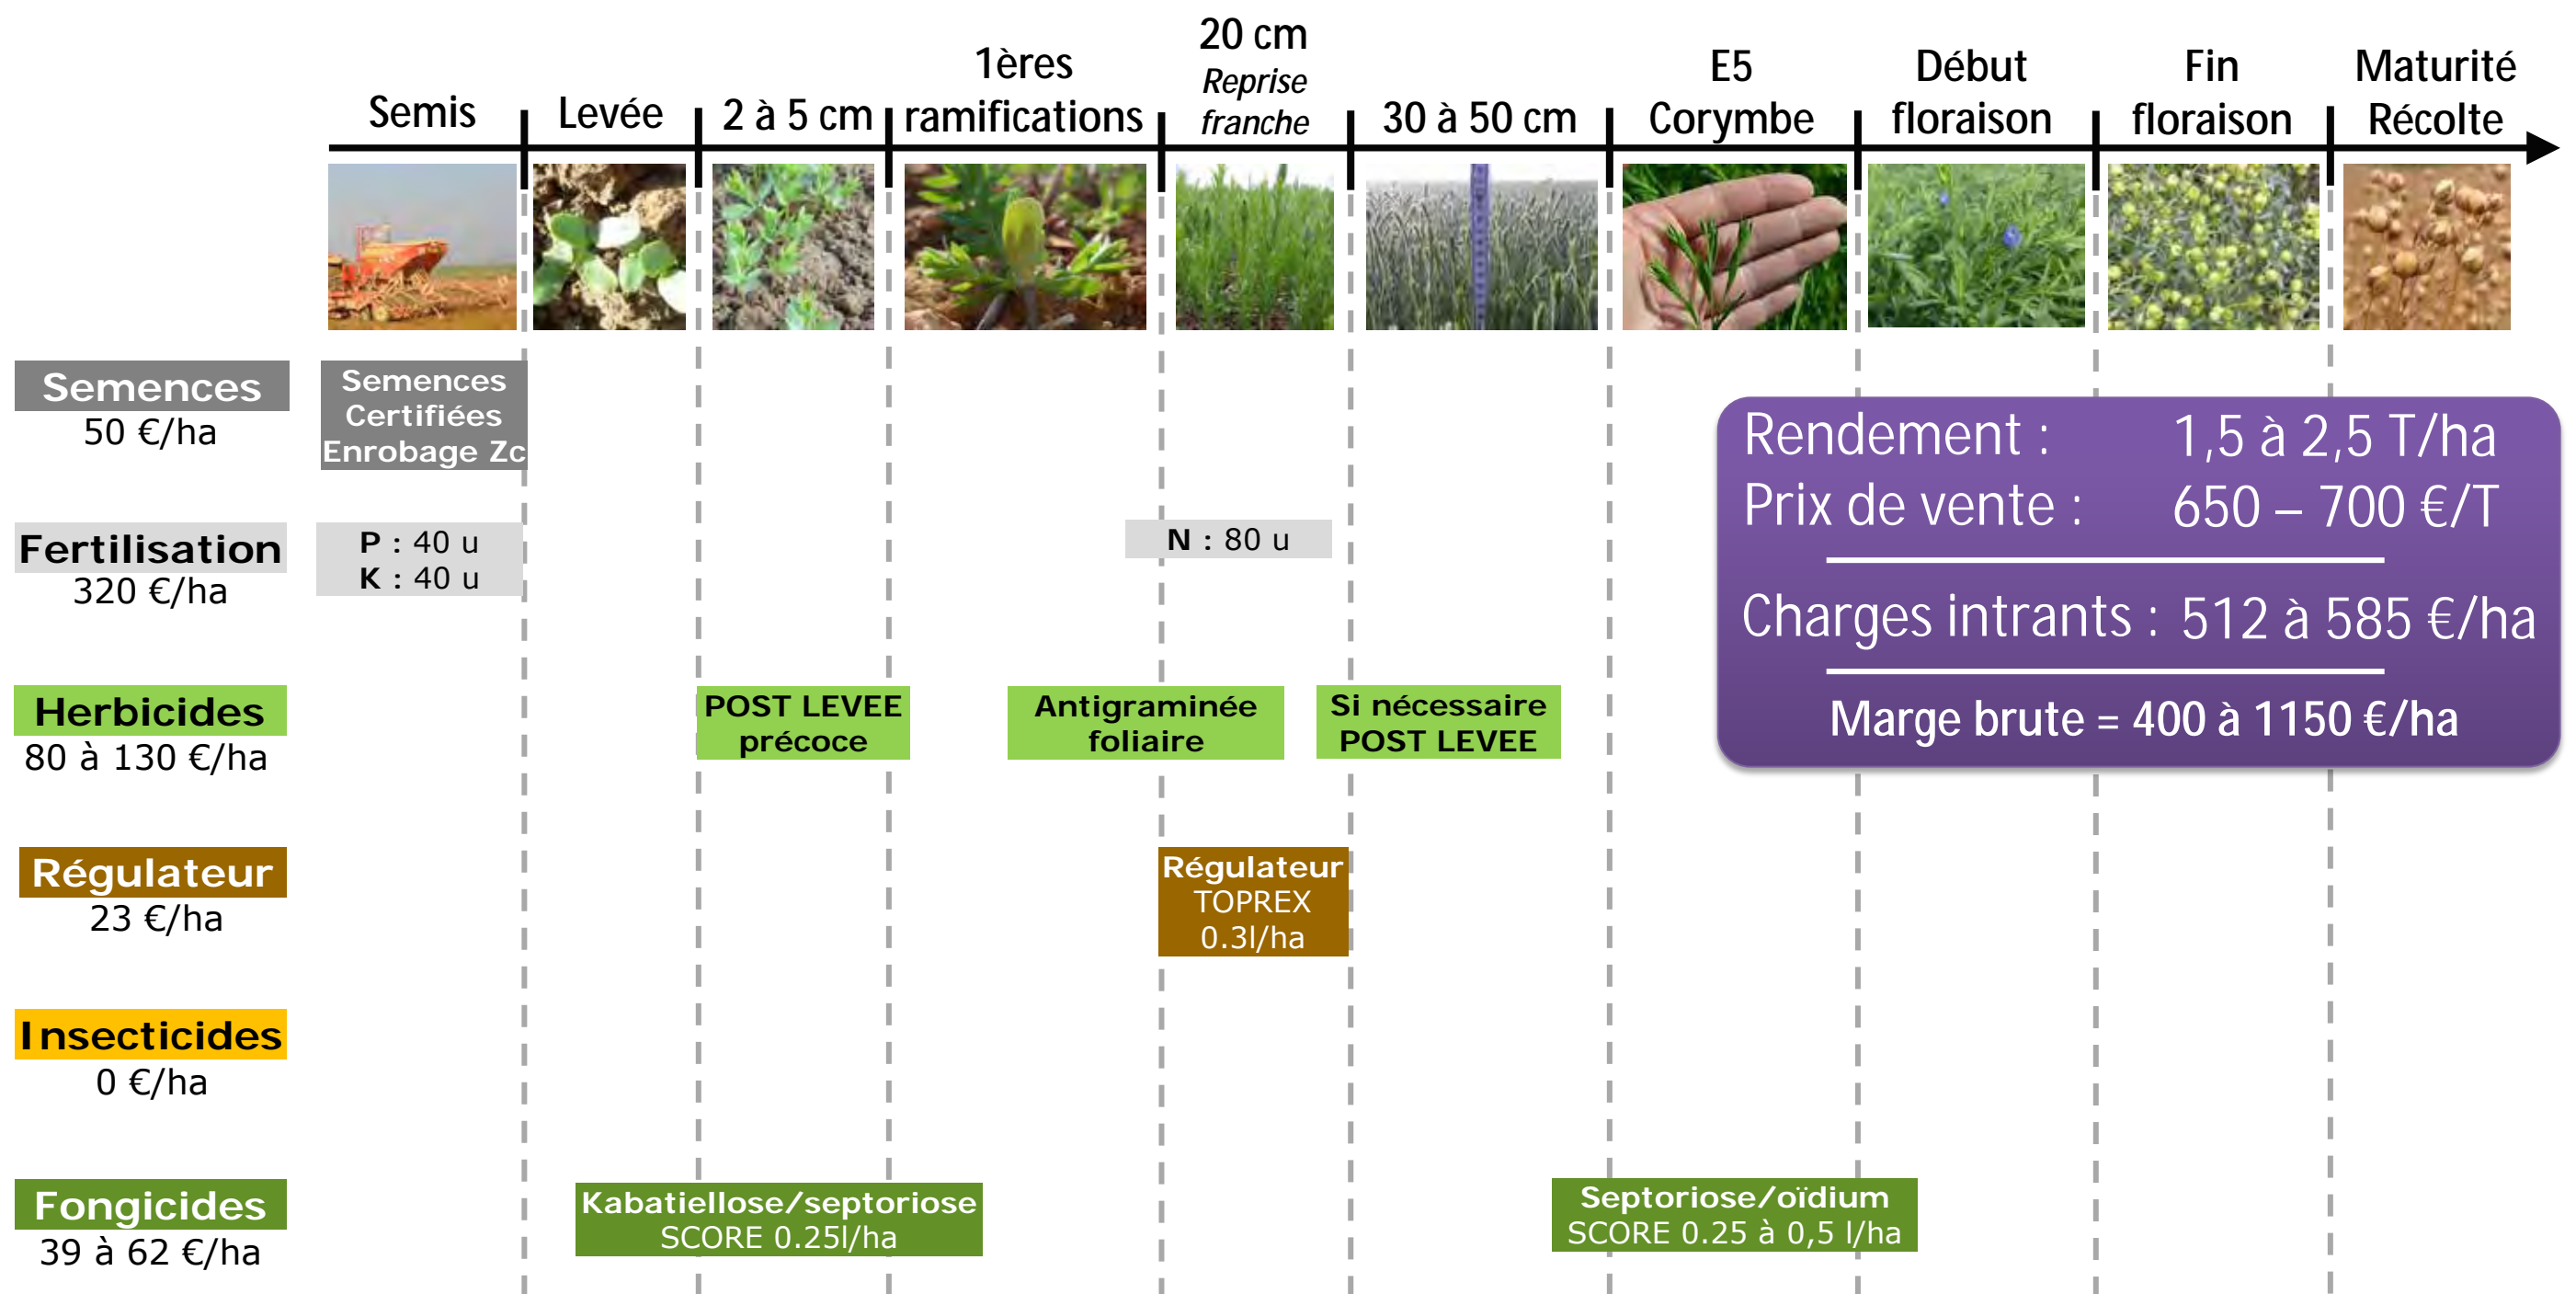 20 cm
1ères
Reprise
E5
Début
Fin
Maturité
Semis
Levée
2 à 5 cm
ramifications
franche
30 à 50 cm
Corymbe
floraison
floraison
Récolte
Semences
50 €/ha
Semences
Certifiées
Enrobage Zc
Rendement : 1,5 à 2,5 T/ha
Prix de vente : 650 – 700 €/T
Charges intrants : 512 à 585 €/ha
Marge brute = 400 à 1150 €/ha
Fertilisation
320 €/ha
P : 40 u
K : 40 u
N : 80 u
Herbicides
80 à 130 €/ha
POST LEVEE
précoce
Antigraminée
foliaire
Si nécessaire
POST LEVEE
Régulateur
23 €/ha
Régulateur
TOPREX
0.3l/ha
Insecticides
0 €/ha
Fongicides
39 à 62 €/ha
Kabatiellose/septoriose
SCORE 0.25l/ha
Septoriose/oïdium
SCORE 0.25 à 0,5 l/ha